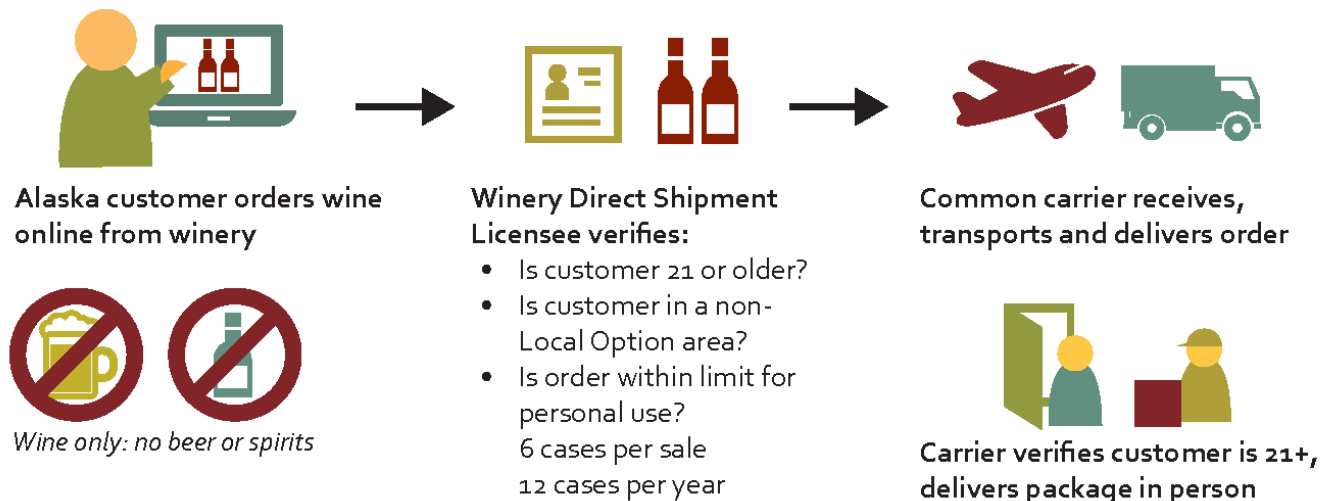 Alaska customer orders wine
online from winery
Wine only: no beer or spirits
Winery Direct Shipment
Licensee verifies:
• Is customer 21 or older?
• Is customer in a non-
Local Option area?
• Is order within limit for
personal use?
6 cases per sale
12 cases per year
Common carrier receives,
transports and delivers order
Carrier verifies customer is 21+,
delivers package in person